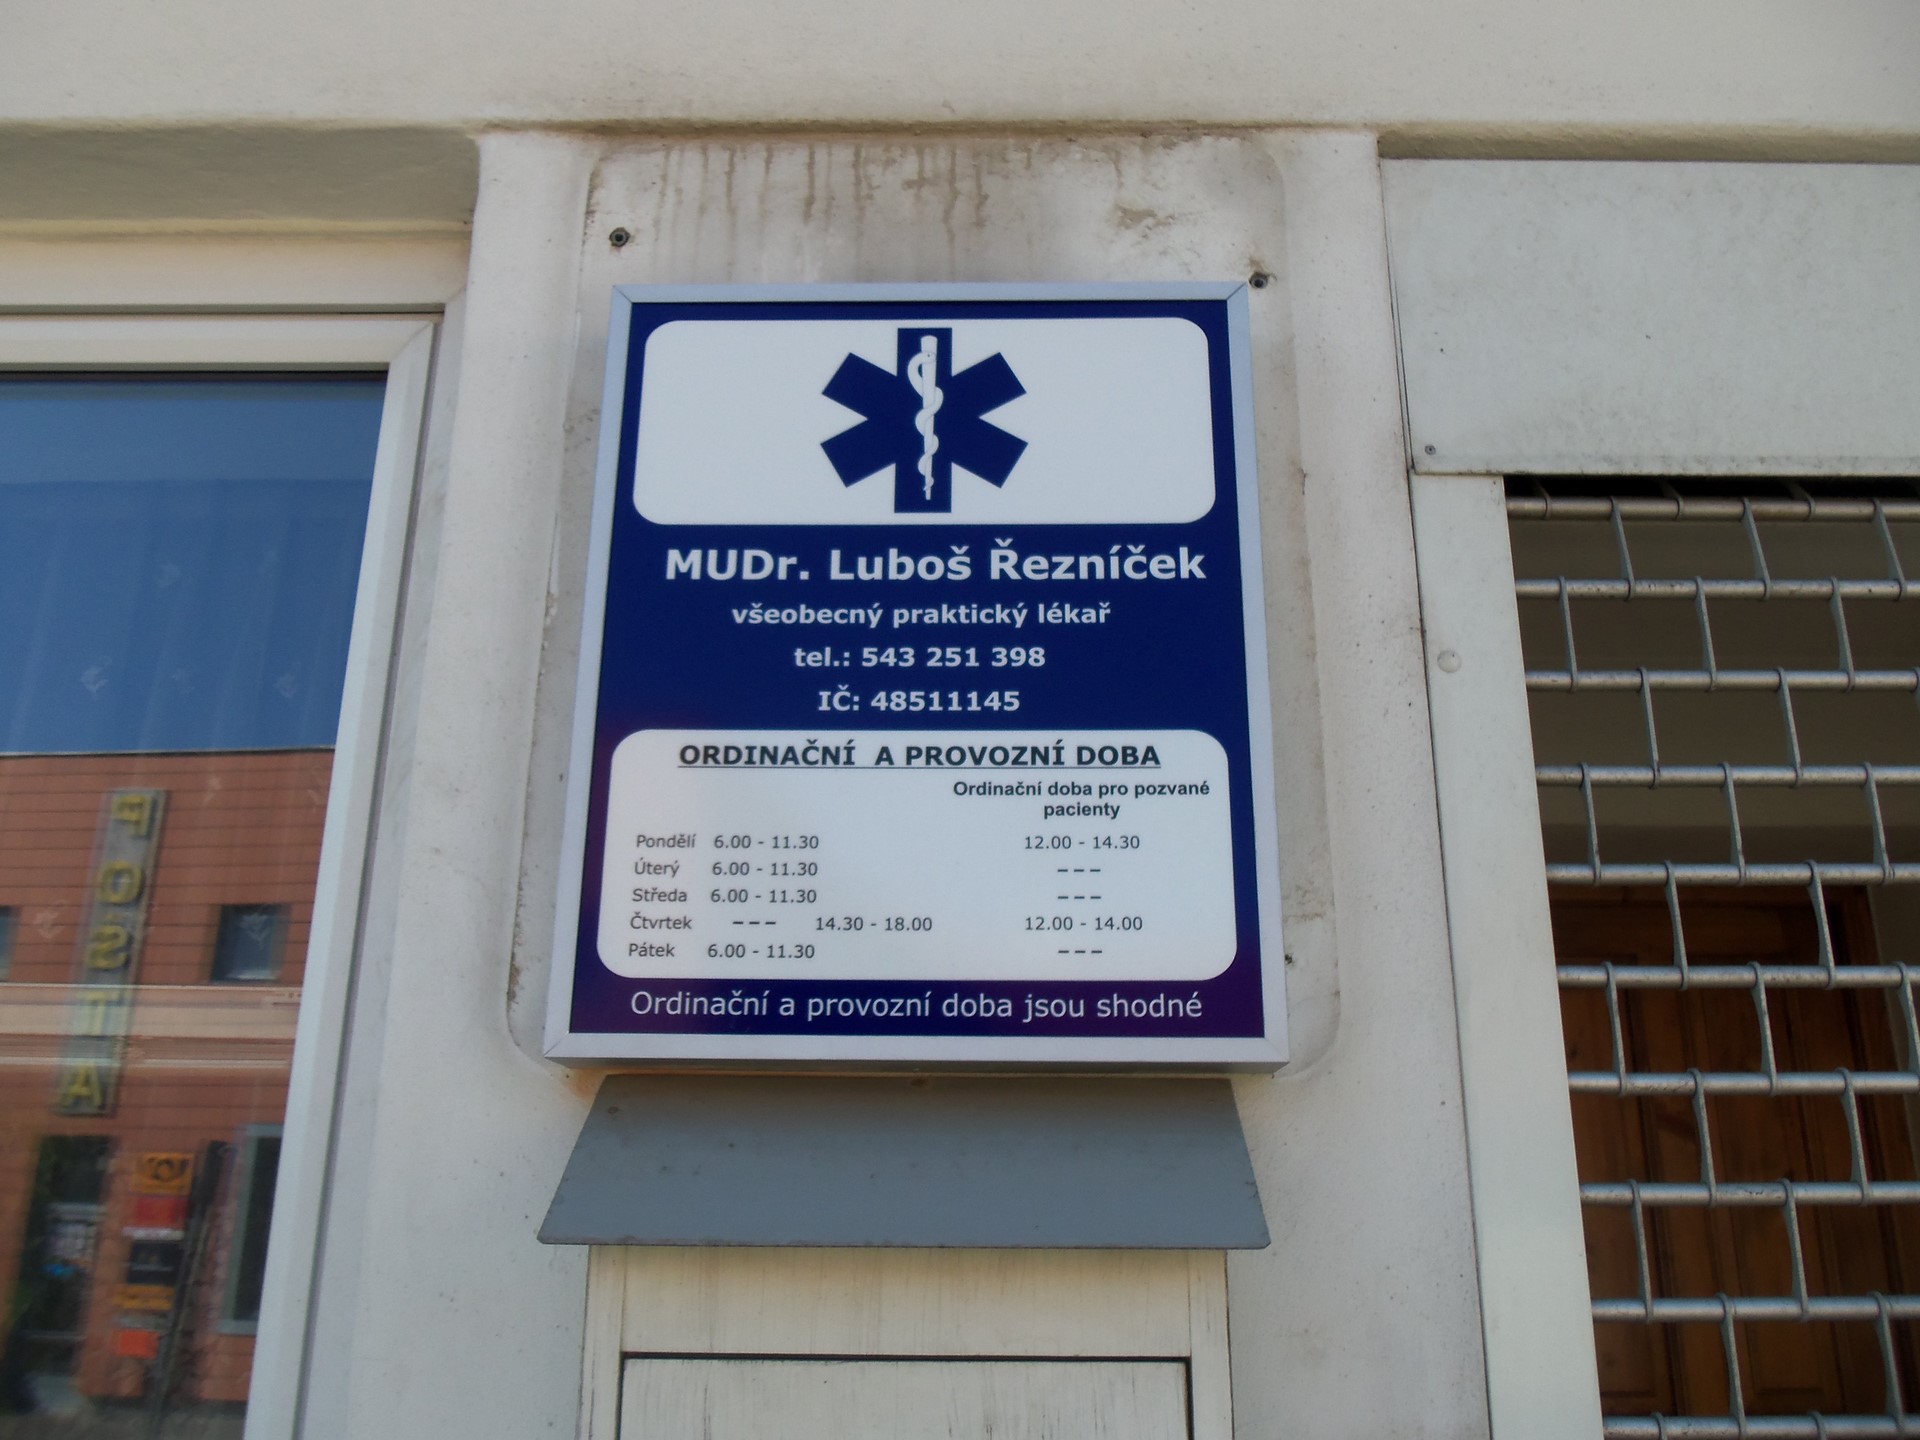 MUDr. Luboš Řezníček
všeobecný praktický lékař
tel.: 543 251 398
IČ: 48511145
ORDINAČNÍ A PROVOZNÍ DOBA
Ordinační doba pro pozvané
pacienty
Pondělí 6.00 - 11.30 12.00 - 14.30
Úterý 6.00 - 11.30 ---
Středa 6.00 - 11.30 ---
Čtvrtek --- 14.30 - 18.00 12.00 - 14.00
Pátek 6.00 - 11.30 ---
Ordinační a provozní doba jsou shodné
POŠTA